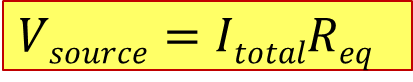 V_source = I_total R_eq